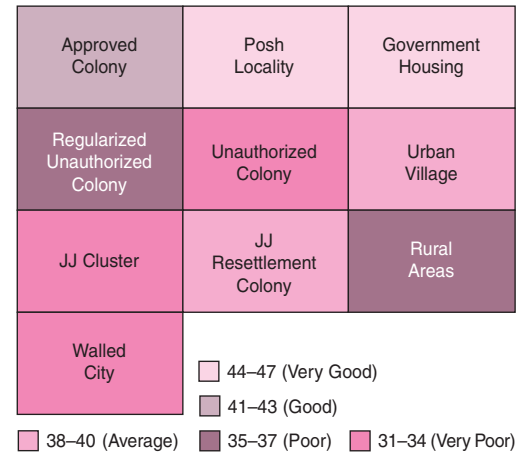 Approved
Colony
Posh
Locality
Government
Housing
Regularized
Unauthorized
Colony
Unauthorized
Colony
Urban
Village
JJ Cluster
JJ
Resettlement
Colony
Rural
Areas
Walled
City
44–47 (Very Good)
41–43 (Good)
38–40 (Average)
35–37 (Poor)
31–34 (Very Poor)